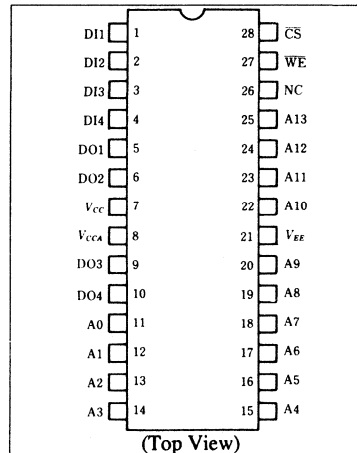 DI1 1 28 C̅S̅
DI2 2 27 W̅E̅
DI3 3 26 NC
DI4 4 25 A13
DO1 5 24 A12
DO2 6 23 A11
VCC 7 22 A10
VCCA 8 21 VEE
DO3 9 20 A9
DO4 10 19 A8
A0 11 18 A7
A1 12 17 A6
A2 13 16 A5
A3 14 15 A4
(Top View)